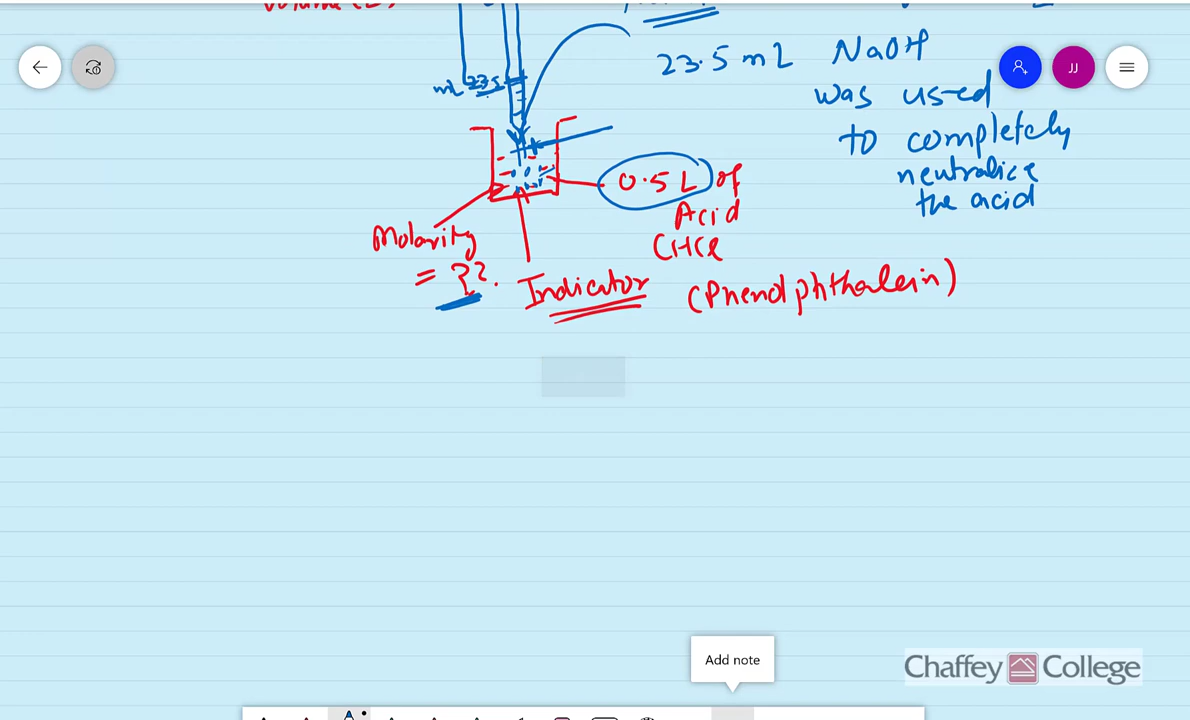 23.5 mL NaOH
was used
to completely
neutralice
the acid
mL 23.5
0.5 L of
Acid
(HCl
Molarity
= ??.
Indicator (Phenolphthalein)
JJ
Add note
Chaffey College
A